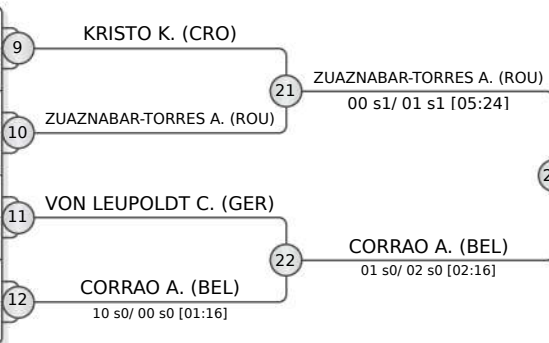 KRISTO K. (CRO)
9
21
ZUAZNABAR-TORRES A. (ROU)
00 s1/ 01 s1 [05:24]
ZUAZNABAR-TORRES A. (ROU)
10
VON LEUPOLDT C. (GER)
11
22
CORRAO A. (BEL)
01 s0/ 02 s0 [02:16]
CORRAO A. (BEL)
12
10 s0/ 00 s0 [01:16]